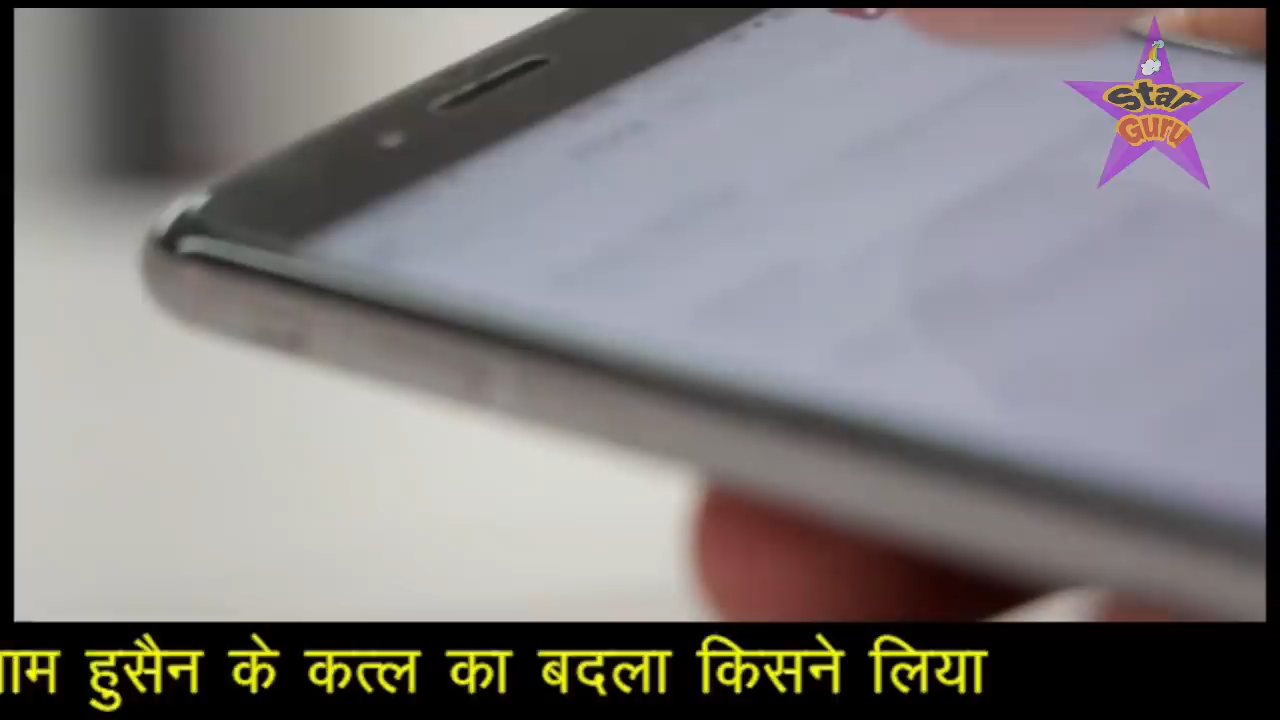 Star
Guru
हुसैन के कत्ल का बदला किसने लिया